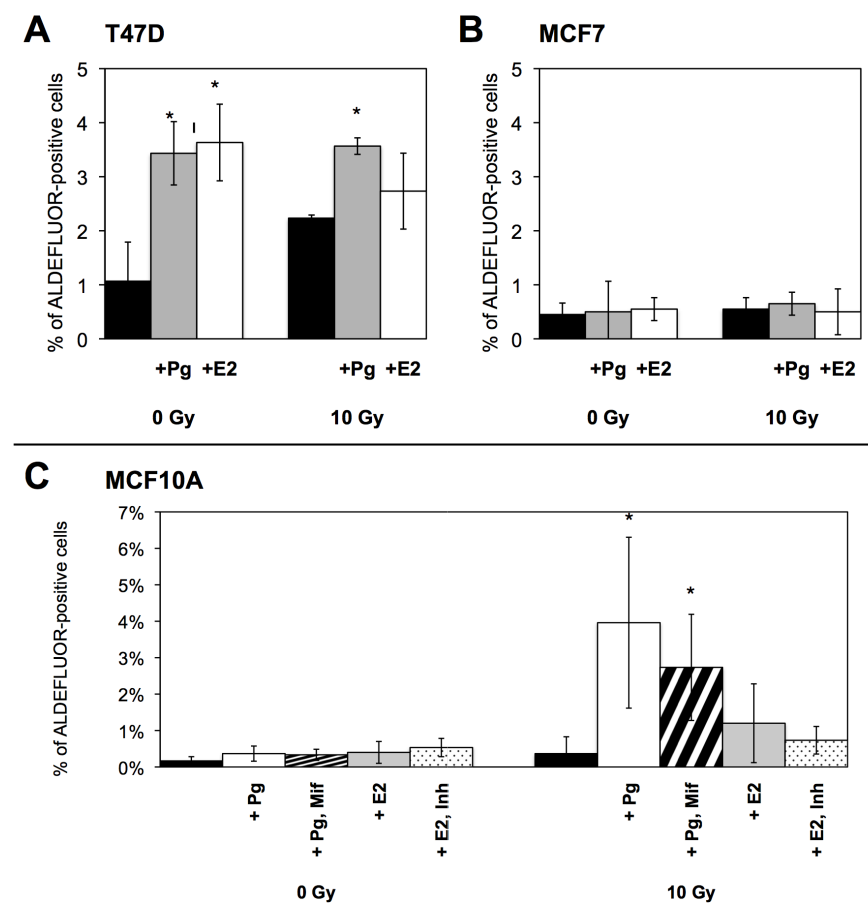 A T47D
% of ALDEFLUOR-positive cells
5
4
3
2
1
0
* * *
+Pg +E2 +Pg +E2
0 Gy 10 Gy
B MCF7
% of ALDEFLUOR-positive cells
5
4
3
2
1
0
+Pg +E2 +Pg +E2
0 Gy 10 Gy
C MCF10A
% of ALDEFLUOR-positive cells
7%
6%
5%
4%
3%
2%
1%
0%
* *
+ Pg
+ Pg, Mif
+ E2
+ E2, Inh
+ Pg
+ Pg, Mif
+ E2
+ E2, Inh
0 Gy 10 Gy